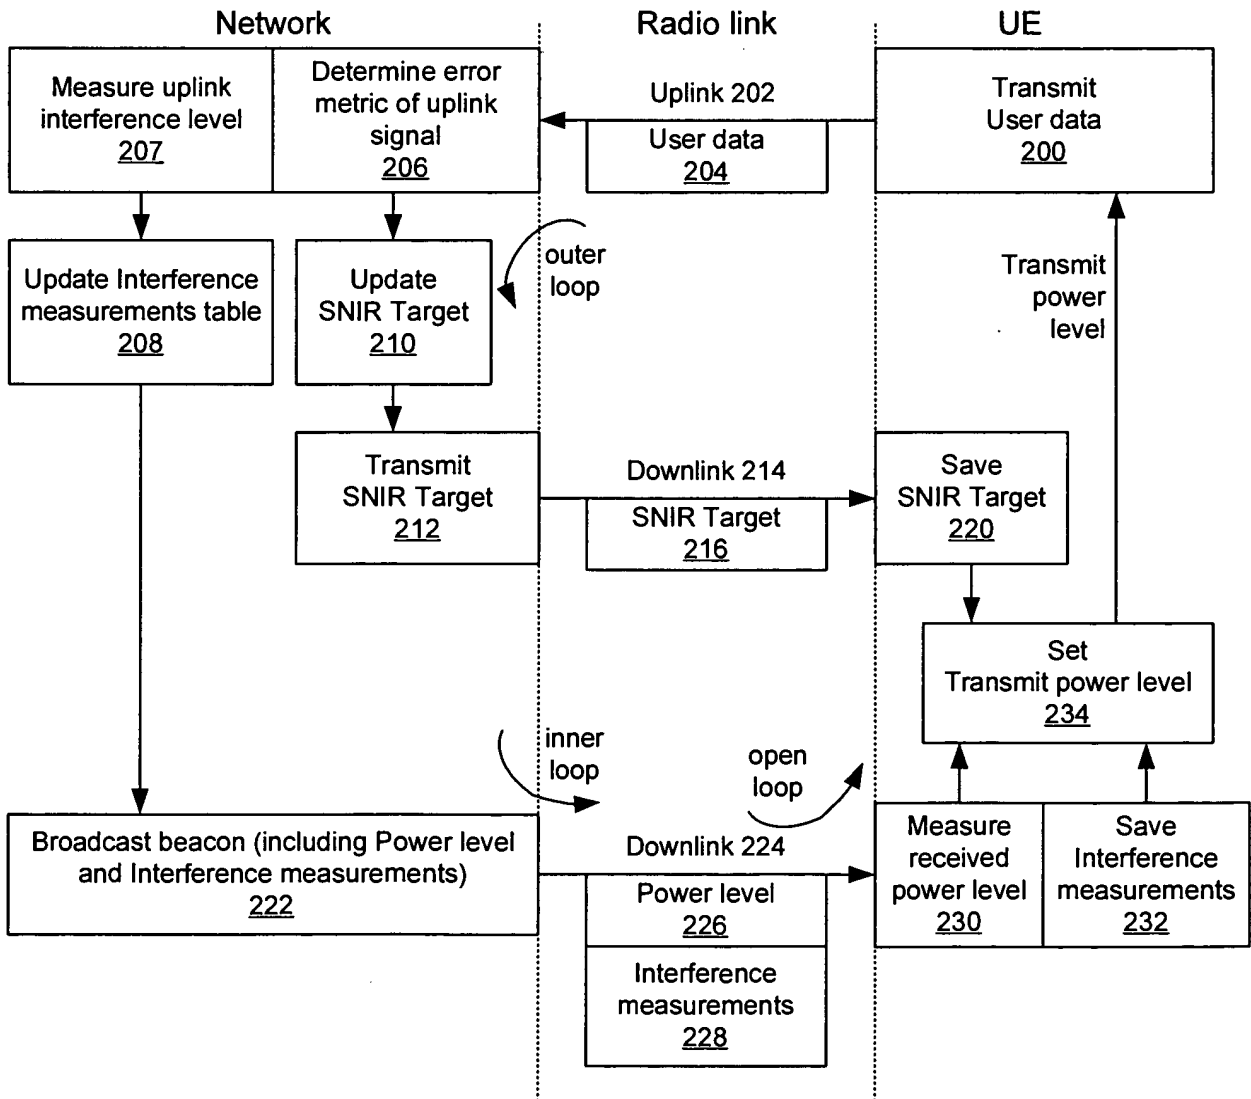 Network
Radio link
UE
Measure uplink
interference level
207
Determine error
metric of uplink
signal
206
Uplink 202
User data
204
Transmit
User data
200
Update Interference
measurements table
208
Update
SNIR Target
210
outer
loop
Transmit
power
level
Transmit
SNIR Target
212
Downlink 214
SNIR Target
216
Save
SNIR Target
220
Set
Transmit power level
234
inner
loop
open
loop
Broadcast beacon (including Power level
and Interference measurements)
222
Downlink 224
Power level
226
Interference
measurements
228
Measure
received
power level
230
Save
Interference
measurements
232